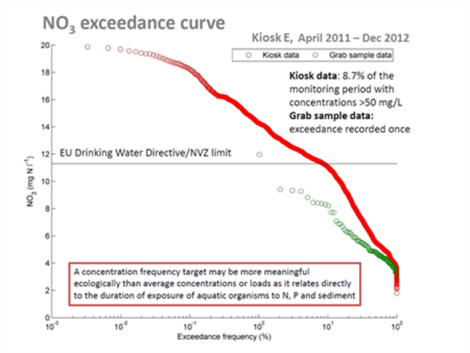 NO3 exceedance curve
Kiosk E, April 2011 – Dec 2012
Kiosk data
Grab sample data
Kiosk data: 8.7% of the
monitoring period with
concentrations >50 mg/L
Grab sample data:
exceedance recorded once
EU Drinking Water Directive/NVZ limit
NO3 (mg N l-1)
20
18
16
14
12
10
8
6
4
2
0
A concentration frequency target may be more meaningful
ecologically than average concentrations or loads as it relates directly
to the duration of exposure of aquatic organisms to N, P and sediment
10-3
10-2
10-1
100
101
102
Exceedance frequency (%)